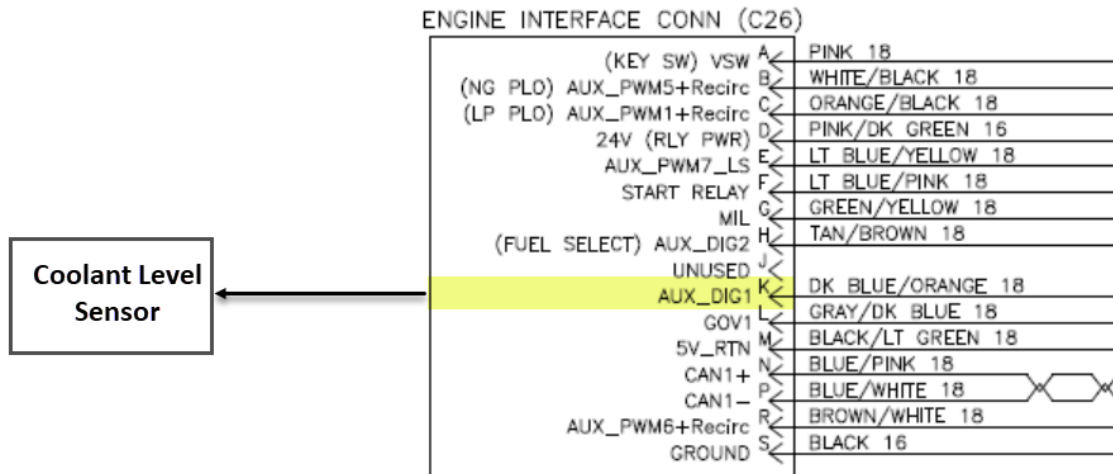 ENGINE INTERFACE CONN (C26)
(KEY SW) VSW A PINK 18
(NG PLO) AUX_PWM5+Recirc B WHITE/BLACK 18
(LP PLO) AUX_PWM1+Recirc C ORANGE/BLACK 18
24V (RLY PWR) D PINK/DK GREEN 16
AUX_PWM7_LS E LT BLUE/YELLOW 18
START RELAY F LT BLUE/PINK 18
MIL G GREEN/YELLOW 18
(FUEL SELECT) AUX_DIG2 H TAN/BROWN 18
UNUSED J
AUX_DIG1 K DK BLUE/ORANGE 18
GOV1 L GRAY/DK BLUE 18
5V_RTN M BLACK/LT GREEN 18
CAN1+ N BLUE/PINK 18
CAN1- P BLUE/WHITE 18
AUX_PWM6+Recirc R BROWN/WHITE 18
GROUND S BLACK 16
Coolant Level
Sensor